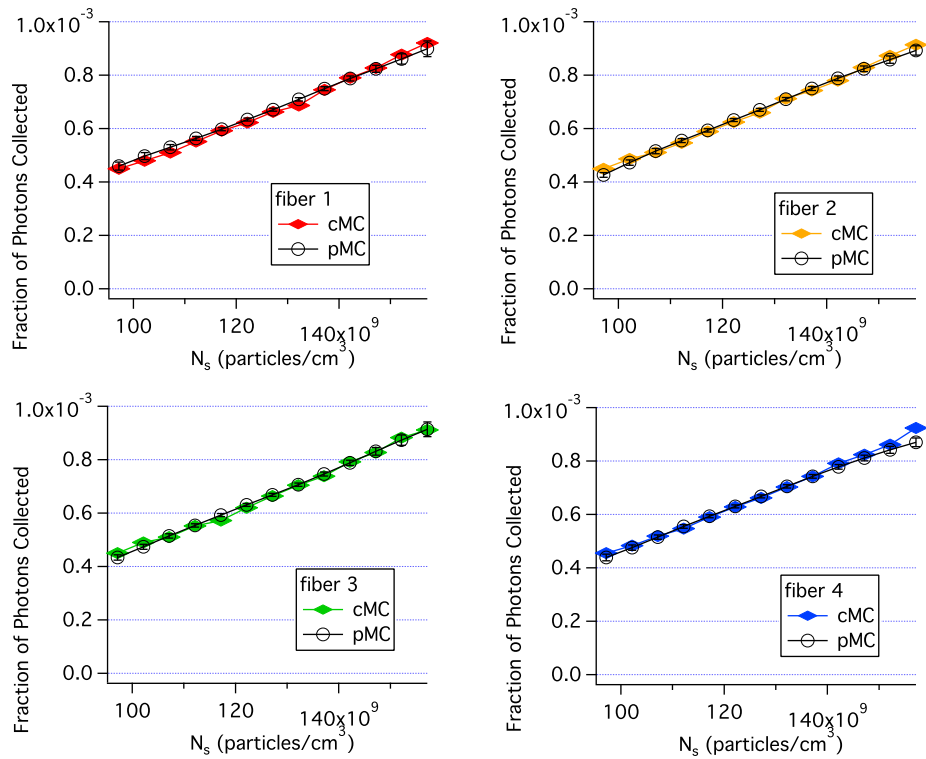 1.0x10⁻³
0.8
0.6
0.4
0.2
0.0
Fraction of Photons Collected
fiber 1
cMC
pMC
100
120
140x10⁹
Nₛ (particles/cm³)
1.0x10⁻³
0.8
0.6
0.4
0.2
0.0
Fraction of Photons Collected
fiber 2
cMC
pMC
100
120
140x10⁹
Nₛ (particles/cm³)
1.0x10⁻³
0.8
0.6
0.4
0.2
0.0
Fraction of Photons Collected
fiber 3
cMC
pMC
100
120
140x10⁹
Nₛ (particles/cm³)
1.0x10⁻³
0.8
0.6
0.4
0.2
0.0
Fraction of Photons Collected
fiber 4
cMC
pMC
100
120
140x10⁹
Nₛ (particles/cm³)